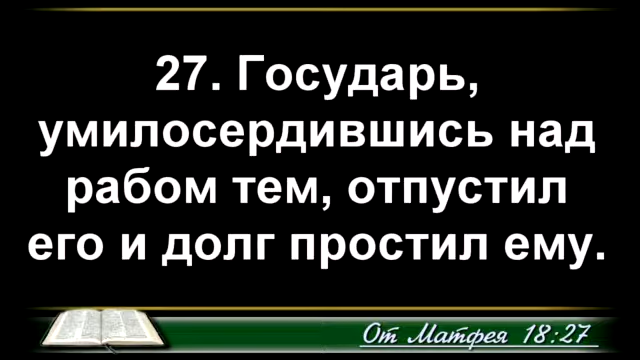 27. Государь,
умилосердившись над
рабом тем, отпустил
его и долг простил ему.
От Матфея 18:27